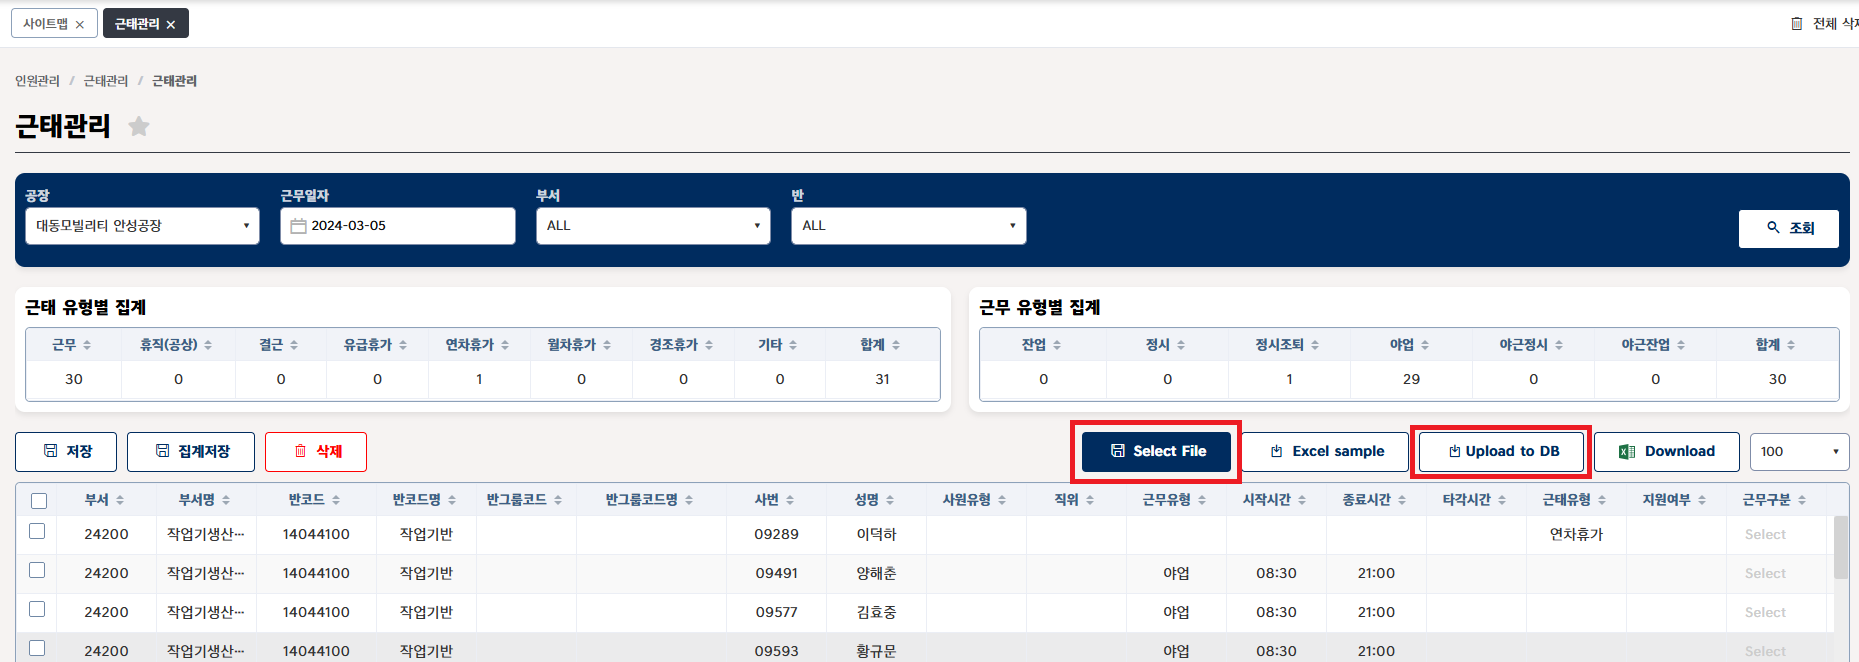 사이트맵 × 근태관리 × 전체 삭
인원관리 / 근태관리 / 근태관리
근태관리
공장 근무일자 부서 반
대동모빌리티 안성공장 2024-03-05 ALL ALL 조회
근태 유형별 집계
근무 휴직(공상) 결근 유급휴가 연차휴가 월차휴가 경조휴가 기타 합계
30 0 0 0 1 0 0 0 31
근무 유형별 집계
잔업 정시 정시조퇴 야업 야근정시 야근잔업 합계
0 0 1 29 0 0 30
저장 집계저장 삭제 Select File Excel sample Upload to DB Download 100
부서 부서명 반코드 반코드명 반그룹코드 반그룹코드명 사번 성명 사원유형 직위 근무유형 시작시간 종료시간 타각시간 근태유형 지원여부 근무구분
24200 작업기생산··· 14044100 작업기반 09289 이덕하 연차휴가 Select
24200 작업기생산··· 14044100 작업기반 09491 양해춘 야업 08:30 21:00 Select
24200 작업기생산··· 14044100 작업기반 09577 김효중 야업 08:30 21:00 Select
24200 작업기생산··· 14044100 작업기반 09593 황규문 야업 08:30 21:00 Select